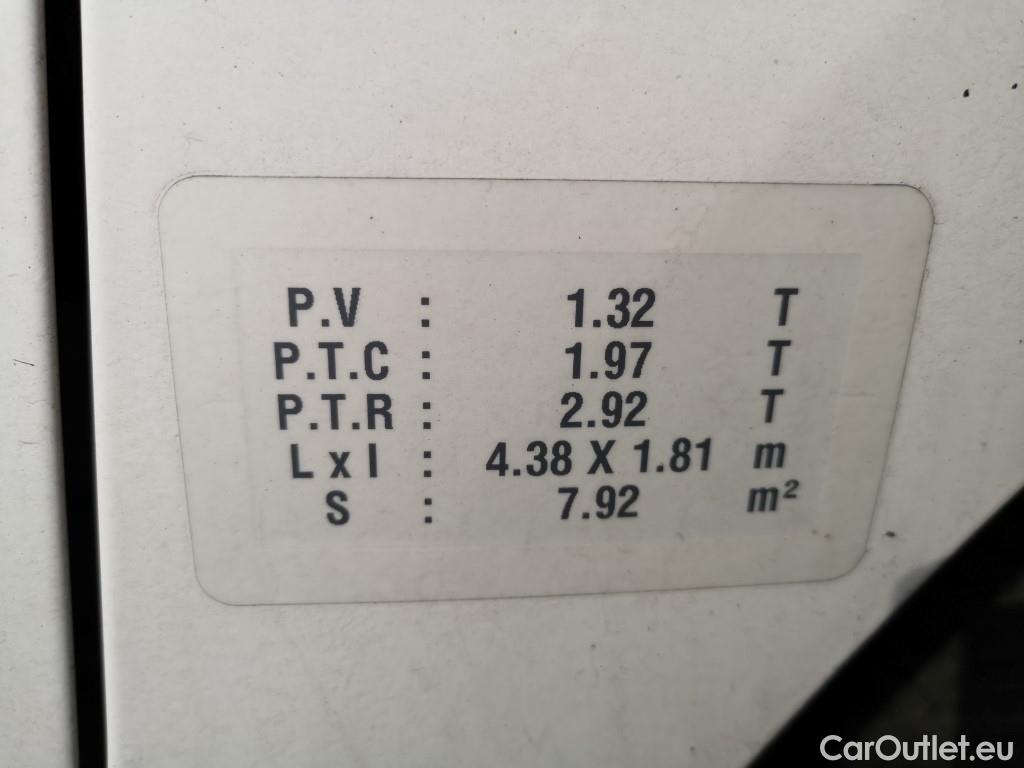 P.V : 1.32 T
P.T.C : 1.97 T
P.T.R : 2.92 T
L x l : 4.38 X 1.81 m
S : 7.92 m²
CarOutlet.eu